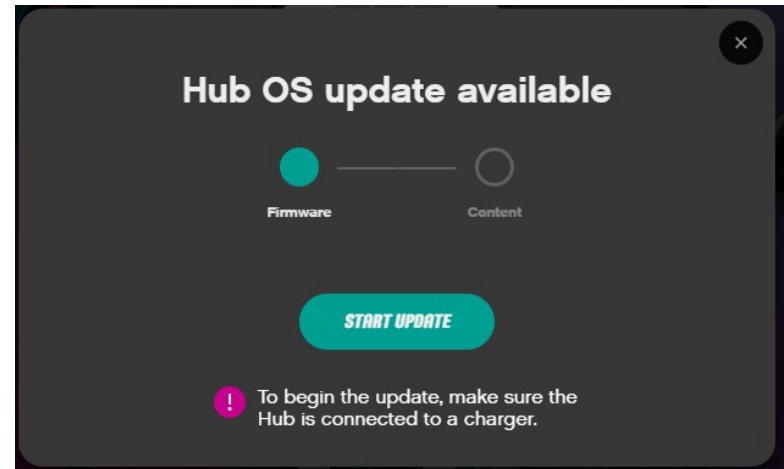 Hub OS update available
Firmware
Content
START UPDATE
! To begin the update, make sure the
Hub is connected to a charger.